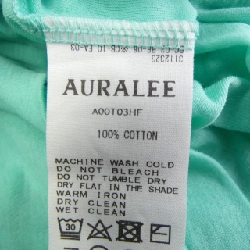 AURALEE
A00T03HF
100% COTTON
MACHINE WASH COLD
DO NOT BLEACH
DO NOT TUMBLE DRY
DRY FLAT IN THE SHADE
WARM IRON
DRY CLEAN
WET CLEAN
30